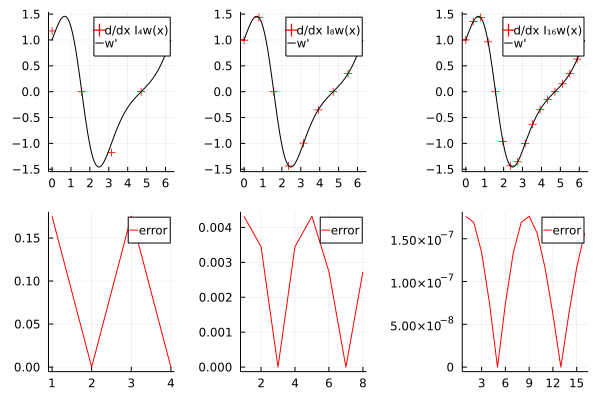 1.5
1.0
0.5
0.0
−0.5
−1.0
−1.5
0 1 2 3 4 5 6
d/dx I₄w(x)
w'
1.5
1.0
0.5
0.0
−0.5
−1.0
−1.5
0 1 2 3 4 5 6
d/dx I₈w(x)
w'
1.5
1.0
0.5
0.0
−0.5
−1.0
−1.5
0 1 2 3 4 5 6
d/dx I₁₆w(x)
w'
0.15
0.10
0.05
0.00
1 2 3 4
error
0.004
0.003
0.002
0.001
0.000
2 4 6 8
error
1.50×10⁻⁷
1.00×10⁻⁷
5.00×10⁻⁸
0
3 6 9 12 15
error